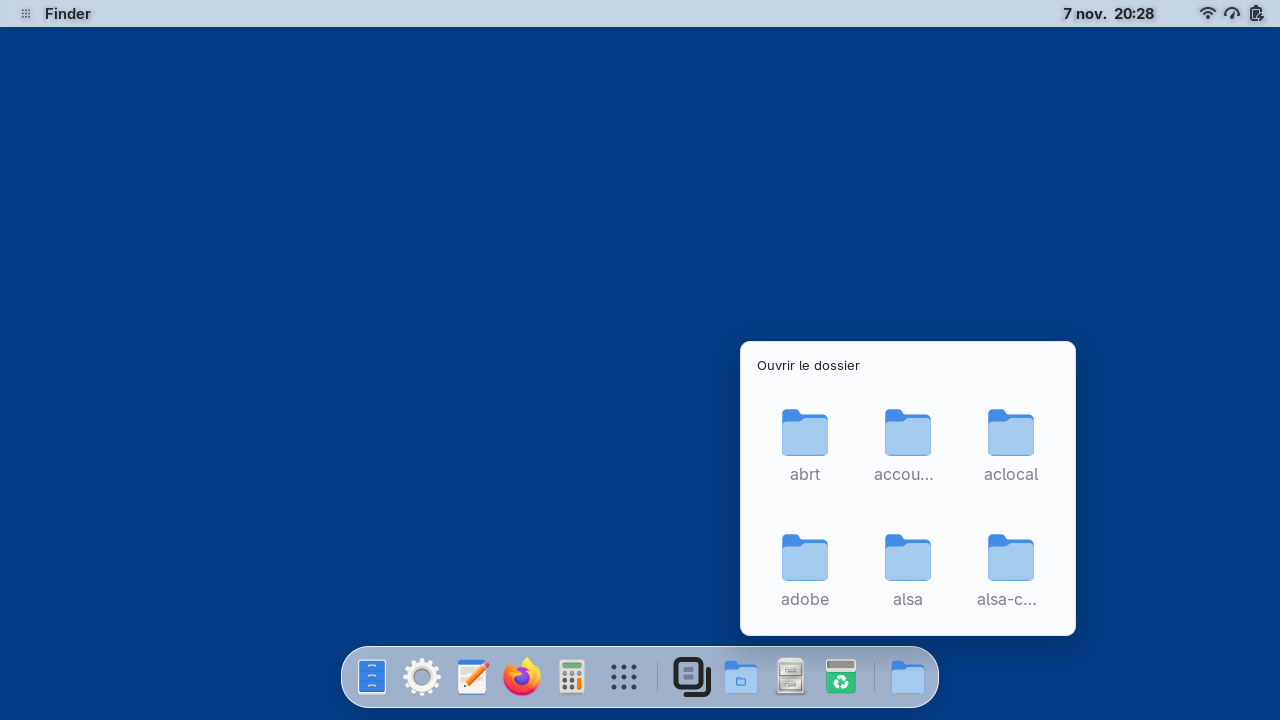 Finder
7 nov. 20:28
Ouvrir le dossier
abrt
accou...
aclocal
adobe
alsa
alsa-c...